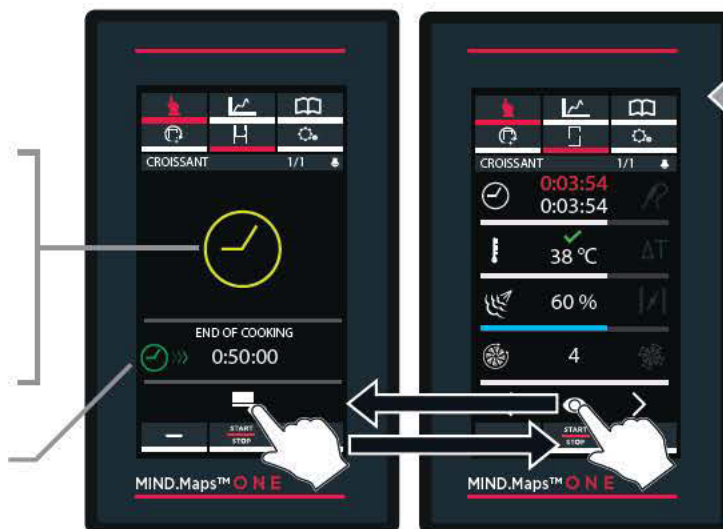 CROISSANT 1/1
END OF COOKING
0:50:00
START
STOP
MIND.Maps™ONE
CROISSANT 1/1
0:03:54
0:03:54
38 °C ΔT
60 %
4
START
STOP
MIND.Maps™ONE